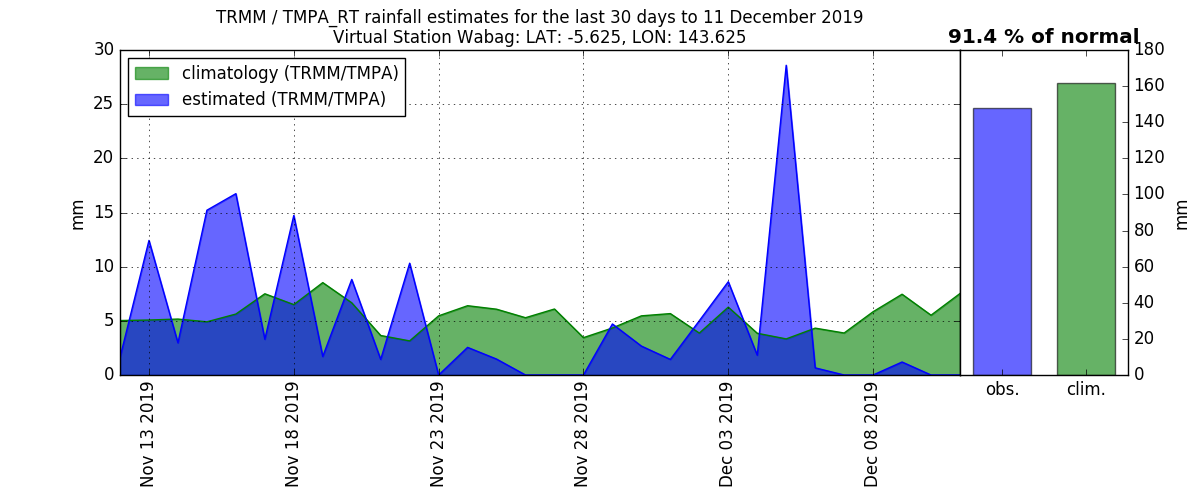 TRMM / TMPA_RT rainfall estimates for the last 30 days to 11 December 2019
Virtual Station Wabag: LAT: -5.625, LON: 143.625
91.4 % of normal
climatology (TRMM/TMPA)
estimated (TRMM/TMPA)
mm
30
25
20
15
10
5
0
Nov 13 2019
Nov 18 2019
Nov 23 2019
Nov 28 2019
Dec 03 2019
Dec 08 2019
obs.
clim.
180
160
140
120
100
80
60
40
20
0
mm